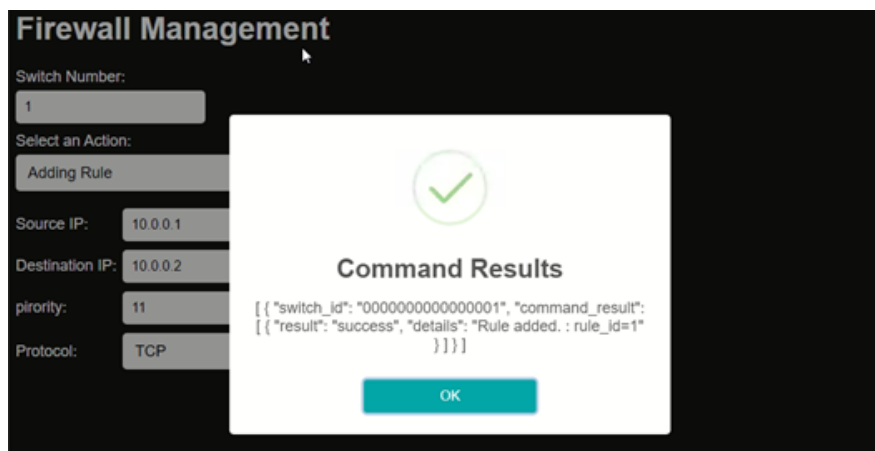 Firewall Management
Switch Number:
1
Select an Action:
Adding Rule
Source IP: 10.0.0.1
Destination IP: 10.0.0.2
pirority: 11
Protocol: TCP
Command Results
[ { "switch_id": "0000000000000001", "command_result":
[ { "result": "success", "details": "Rule added. : rule_id=1"
} ] } ]
OK